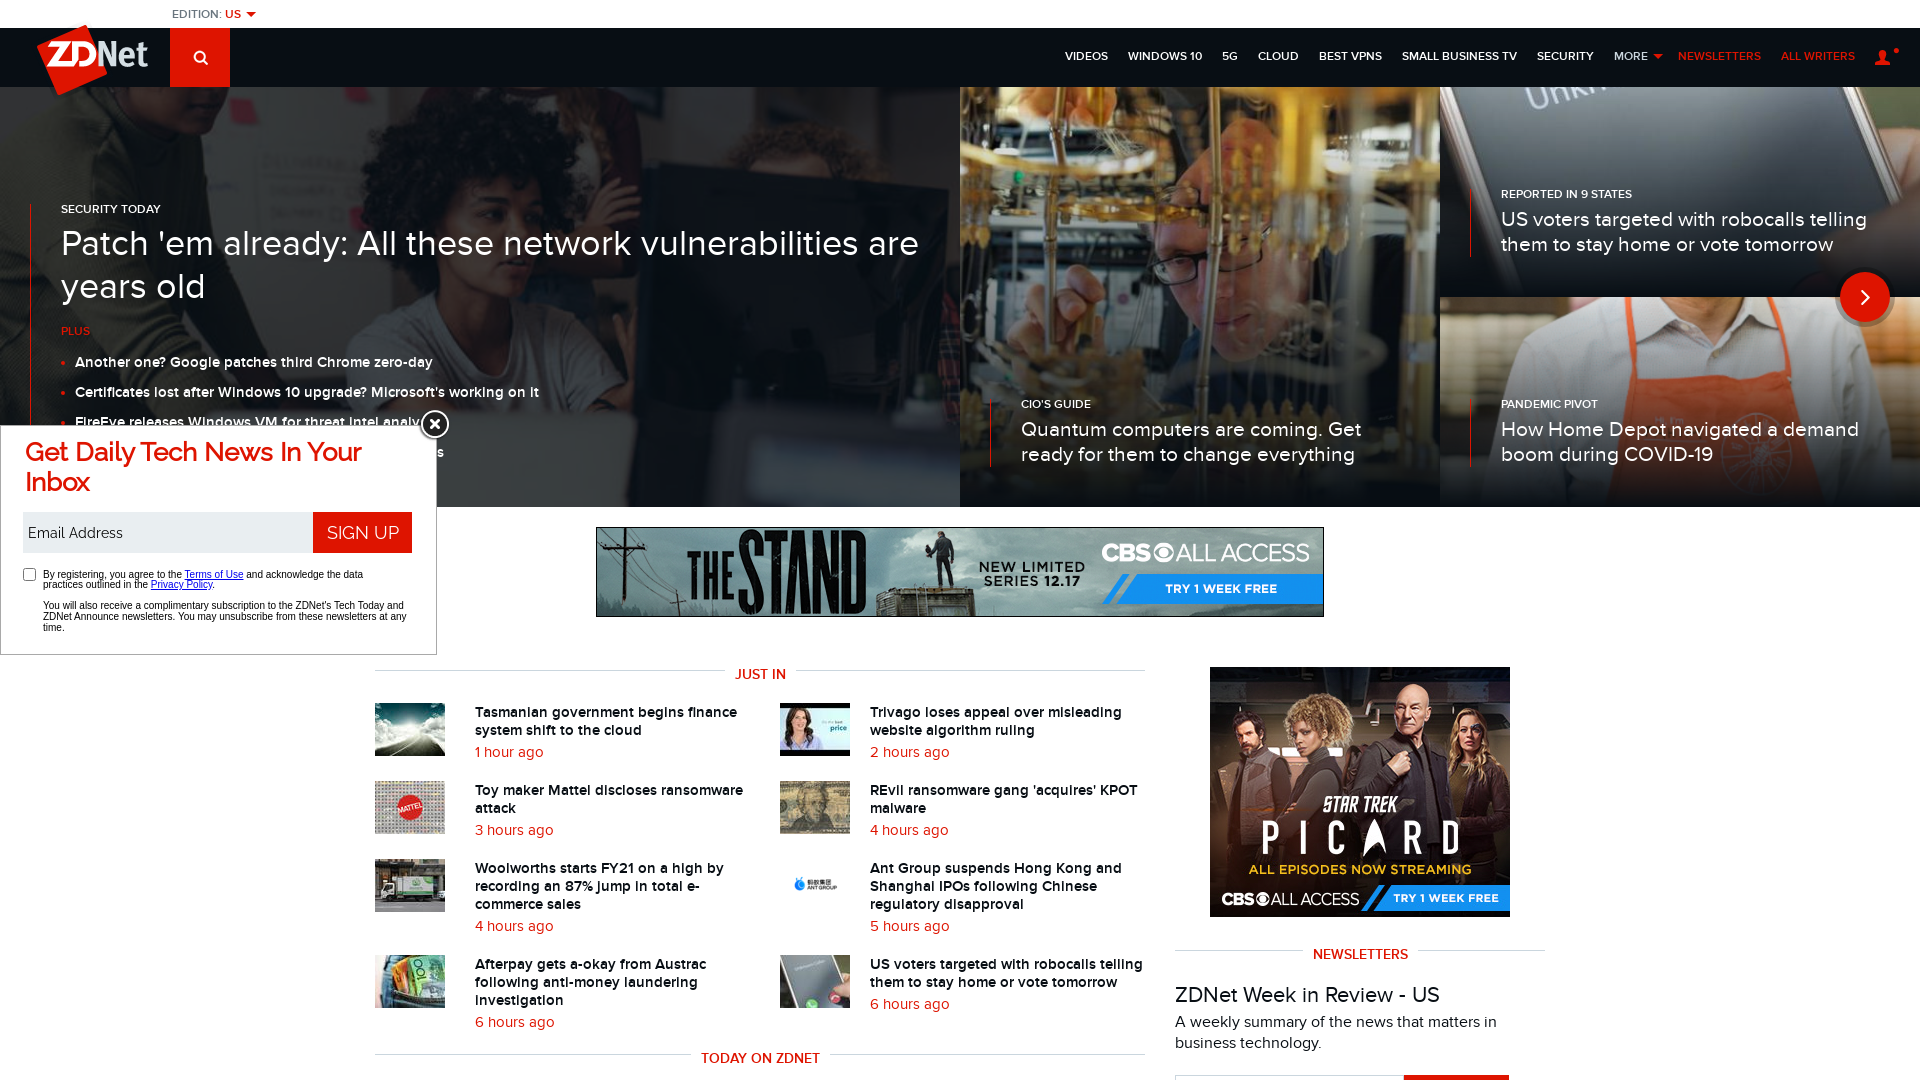 EDITION: US
ZDNet
VIDEOS
WINDOWS 10
5G
CLOUD
BEST VPNS
SMALL BUSINESS TV
SECURITY
MORE
NEWSLETTERS
ALL WRITERS
SECURITY TODAY
Patch 'em already: All these network vulnerabilities are
years old
PLUS
Another one? Google patches third Chrome zero-day
Certificates lost after Windows 10 upgrade? Microsoft's working on it
FireEye releases Windows VM for threat intel
CIO'S GUIDE
Quantum computers are coming. Get
ready for them to change everything
REPORTED IN 9 STATES
US voters targeted with robocalls telling
them to stay home or vote tomorrow
PANDEMIC PIVOT
How Home Depot navigated a demand
boom during COVID-19
Get Daily Tech News In Your
Inbox
Email Address
SIGN UP
By registering, you agree to the Terms of Use and acknowledge the data
practices outlined in the Privacy Policy.
You will also receive a complimentary subscription to the ZDNet's Tech Today and
ZDNet Announce newsletters. You may unsubscribe from these newsletters at any
time.
THE STAND
NEW LIMITED
SERIES 12.17
CBS ALL ACCESS
TRY 1 WEEK FREE
JUST IN
Tasmanian government begins finance
system shift to the cloud
1 hour ago
Trivago loses appeal over misleading
website algorithm ruling
2 hours ago
price
Toy maker Mattel discloses ransomware
attack
3 hours ago
MATTEL
REvil ransomware gang 'acquires' KPOT
malware
4 hours ago
Woolworths starts FY21 on a high by
recording an 87% jump in total e-
commerce sales
4 hours ago
Ant Group suspends Hong Kong and
Shanghai IPOs following Chinese
regulatory disapproval
5 hours ago
蚂蚁集团
ANT GROUP
Afterpay gets a-okay from Austrac
following anti-money laundering
investigation
6 hours ago
US voters targeted with robocalls telling
them to stay home or vote tomorrow
6 hours ago
TODAY ON ZDNET
STAR TREK
PICARD
ALL EPISODES NOW STREAMING
CBS ALL ACCESS
TRY 1 WEEK FREE
NEWSLETTERS
ZDNet Week in Review - US
A weekly summary of the news that matters in
business technology.